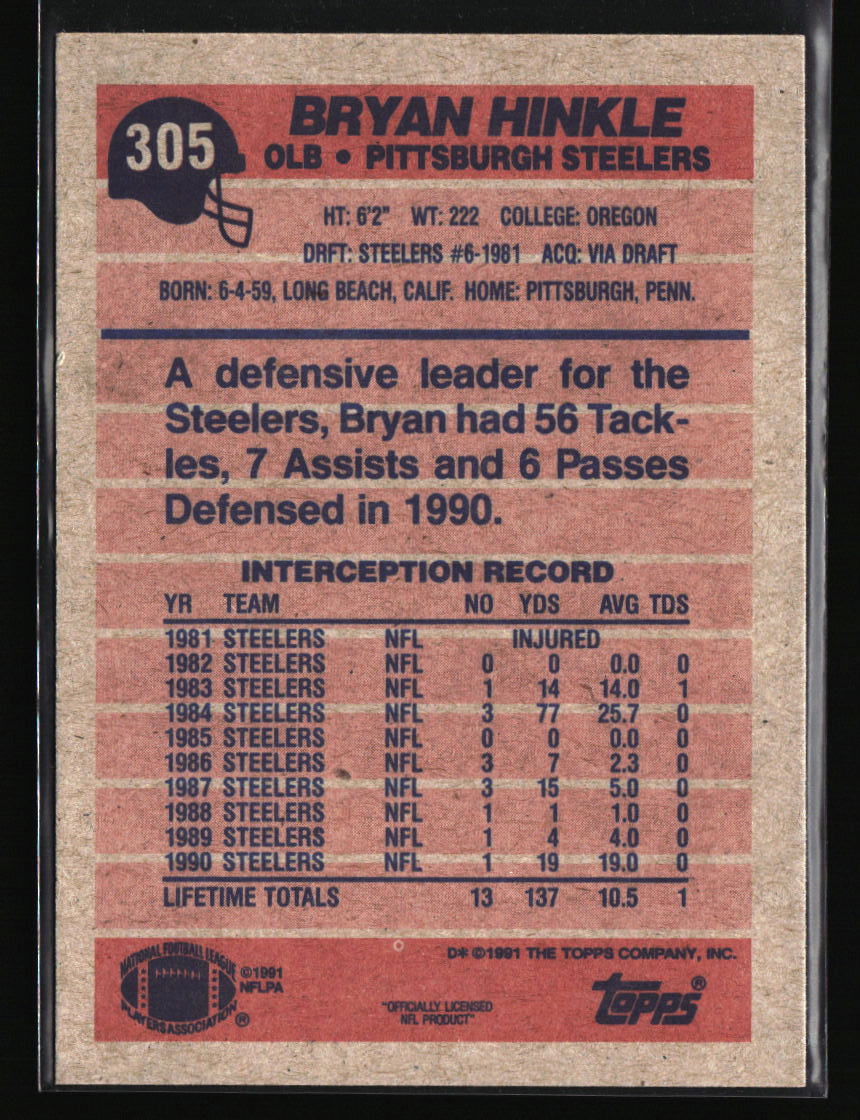 305
BRYAN HINKLE
OLB • PITTSBURGH STEELERS
HT: 6'2" WT: 222 COLLEGE: OREGON
DRFT: STEELERS #6-1981 ACQ: VIA DRAFT
BORN: 6-4-59, LONG BEACH, CALIF. HOME: PITTSBURGH, PENN.
A defensive leader for the
Steelers, Bryan had 56 Tack-
les, 7 Assists and 6 Passes
Defensed in 1990.
INTERCEPTION RECORD
YR TEAM NO YDS AVG TDS
1981 STEELERS NFL INJURED
1982 STEELERS NFL 0 0 0.0 0
1983 STEELERS NFL 1 14 14.0 1
1984 STEELERS NFL 3 77 25.7 0
1985 STEELERS NFL 0 0 0.0 0
1986 STEELERS NFL 3 7 2.3 0
1987 STEELERS NFL 3 15 5.0 0
1988 STEELERS NFL 1 1 1.0 0
1989 STEELERS NFL 1 4 4.0 0
1990 STEELERS NFL 1 19 19.0 0
LIFETIME TOTALS 13 137 10.5 1
D* ©1991 THE TOPPS COMPANY, INC.
NATIONAL FOOTBALL LEAGUE
PLAYERS ASSOCIATION ®
©1991
NFLPA
"OFFICIALLY LICENSED
NFL PRODUCT"
topps®